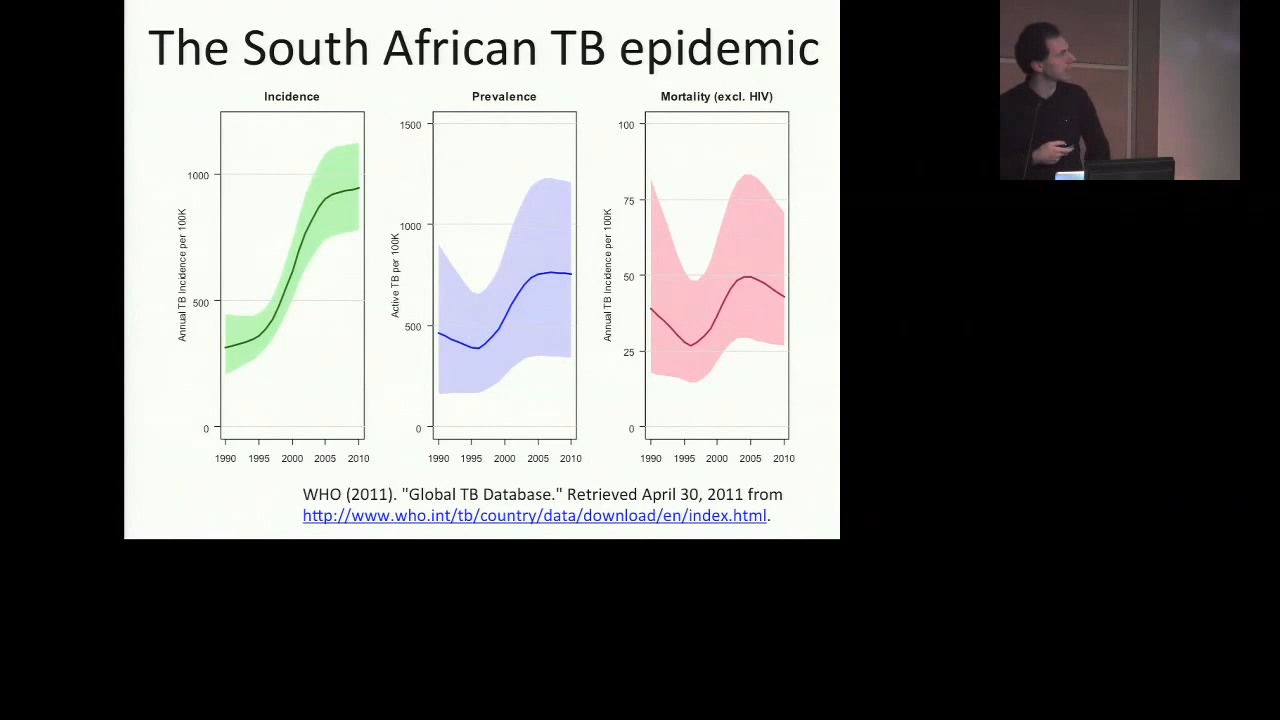 The South African TB epidemic
Incidence
Prevalence
Mortality (excl. HIV)
Annual TB Incidence per 100K
1000
500
0
1990 1995 2000 2005 2010
Active TB per 100K
1500
1000
500
0
1990 1995 2000 2005 2010
Annual TB Incidence per 100K
100
75
50
25
0
1990 1995 2000 2005 2010
WHO (2011). "Global TB Database." Retrieved April 30, 2011 from
http://www.who.int/tb/country/data/download/en/index.html.